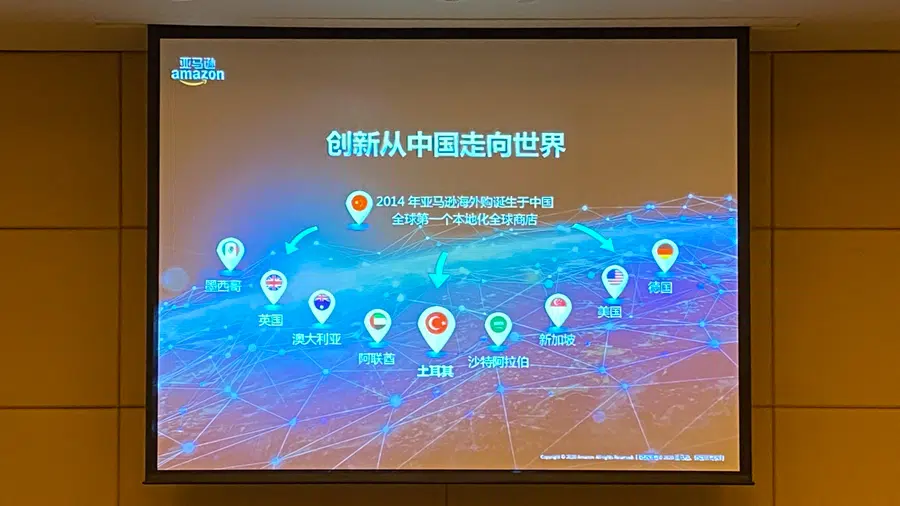 亚马逊
amazon
创新从中国走向世界
2014 年亚马逊海外购诞生于中国
全球第一个本地化全球商店
墨西哥
英国
澳大利亚
阿联酋
土耳其
沙特阿拉伯
新加坡
美国
德国
Copyright © 2020 Amazon. All rights Reserved.